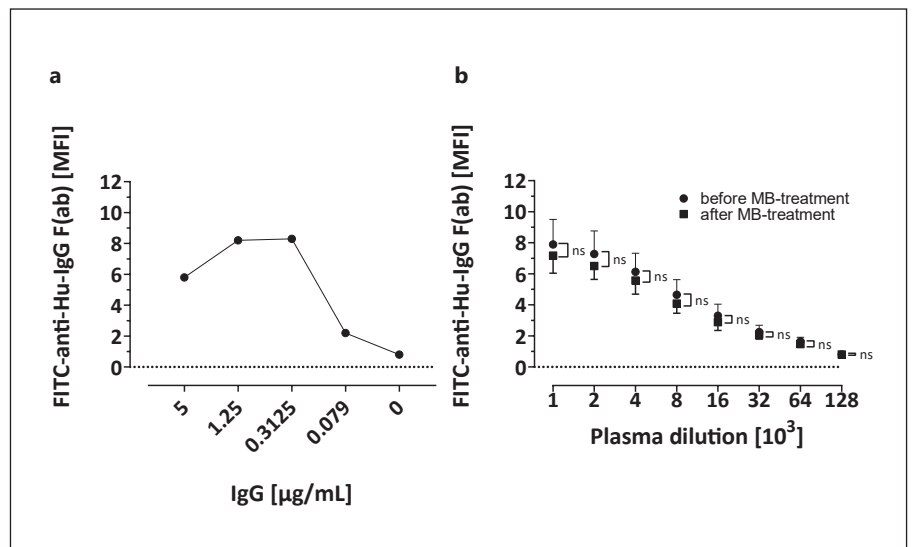 a
FITC-anti-Hu-IgG F(ab) [MFI]
12
10
8
6
4
2
0
5
1.25
0.3125
0.079
0
IgG [µg/mL]
b
FITC-anti-Hu-IgG F(ab) [MFI]
12
10
8
6
4
2
0
before MB-treatment
after MB-treatment
ns
ns
ns
ns
ns
ns
ns
ns
1 2 4 8 16 32 64 128
Plasma dilution [10³]